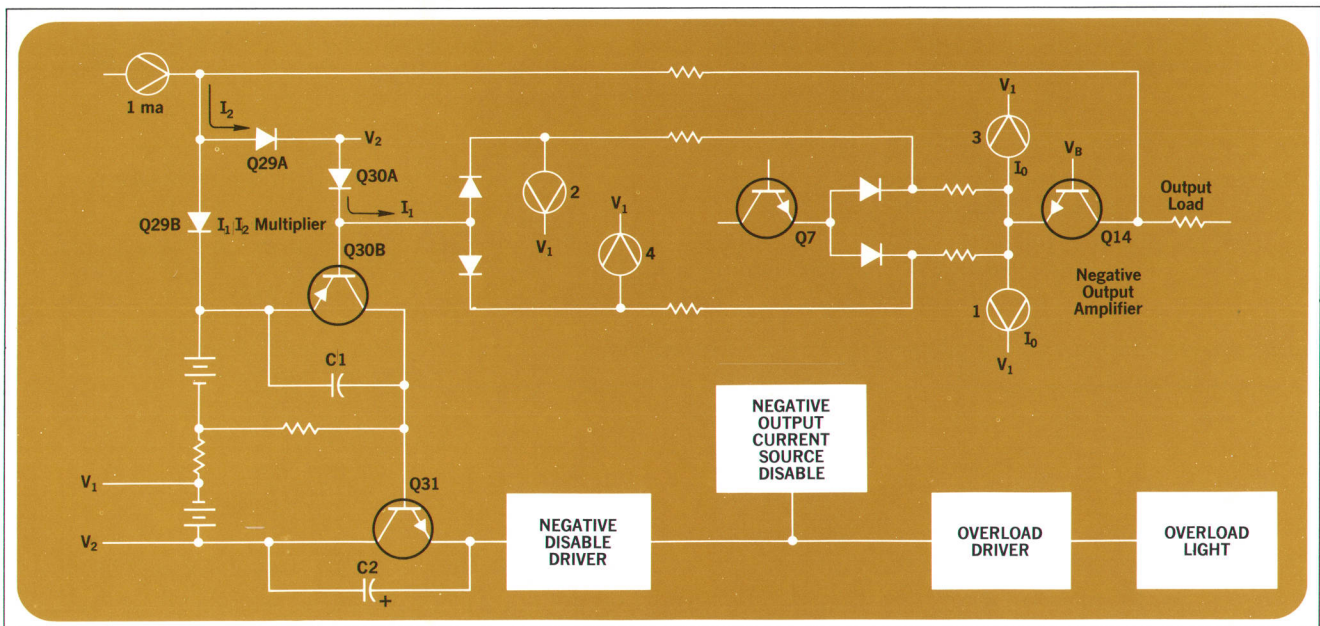 1 ma
I₂
Q29A
V₂
Q30A
I₁
Q29B
I₁ I₂ Multiplier
Q30B
C1
V₁
V₂
Q31
C2
+
2
V₁
V₁
4
Q7
V₁
3
I₀
V_B
Q14
Output
Load
Negative
Output
Amplifier
1
I₀
V₁
NEGATIVE
DISABLE
DRIVER
NEGATIVE
OUTPUT
CURRENT
SOURCE
DISABLE
OVERLOAD
DRIVER
OVERLOAD
LIGHT